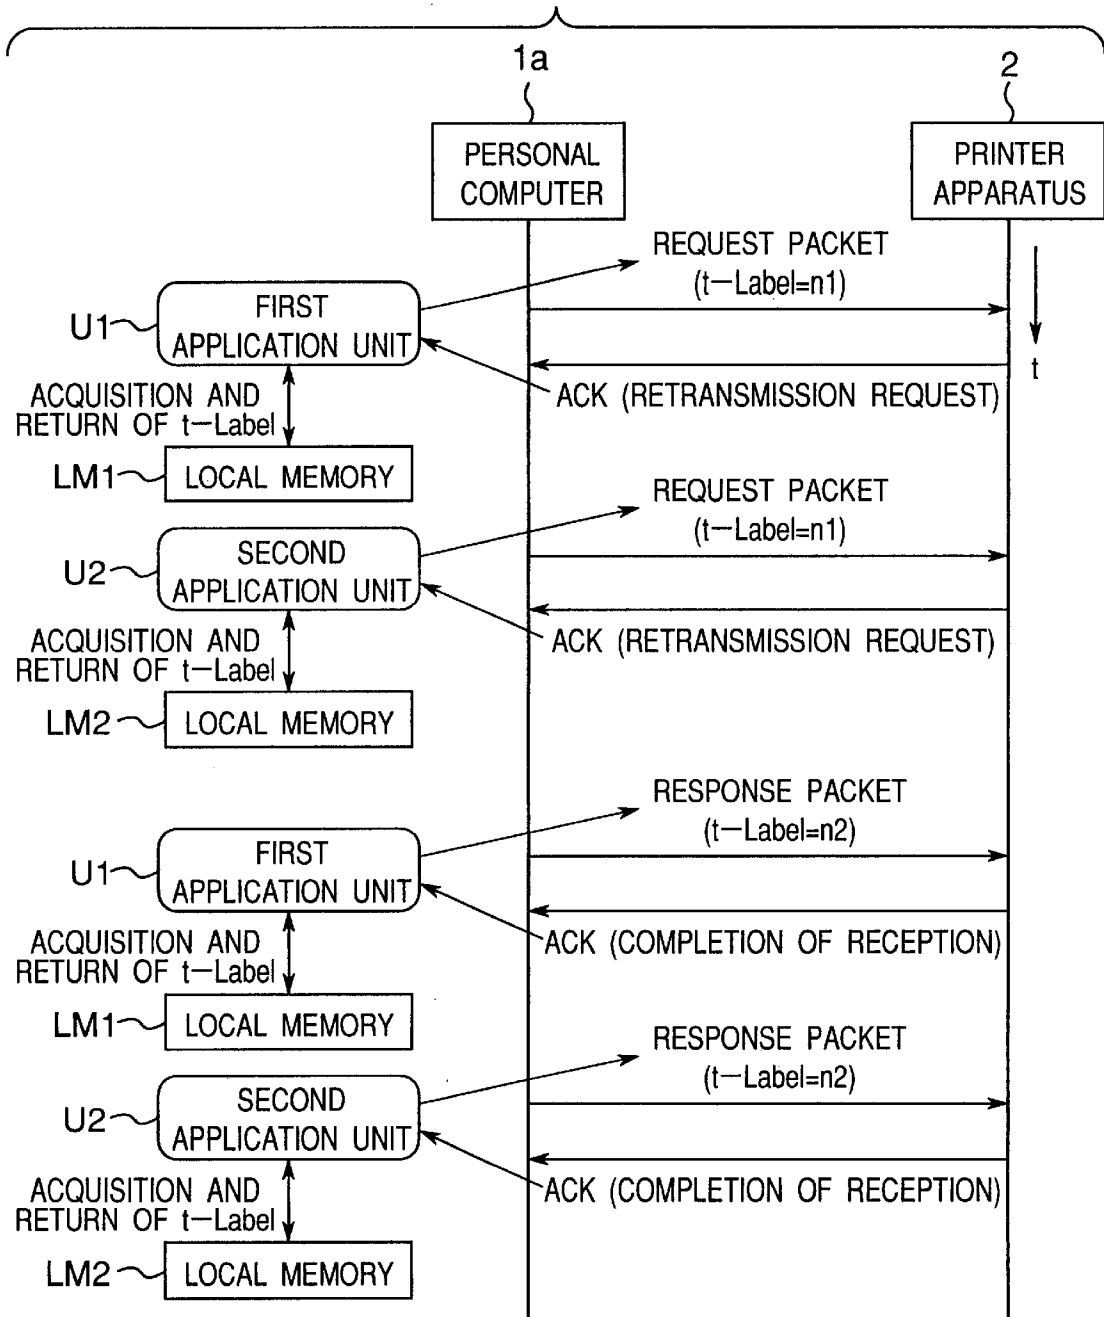 1a
2
PERSONAL
COMPUTER
PRINTER
APPARATUS
REQUEST PACKET
(t-Label=n1)
FIRST
APPLICATION UNIT
U1
t
ACK (RETRANSMISSION REQUEST)
ACQUISITION AND
RETURN OF t-Label
LM1
LOCAL MEMORY
REQUEST PACKET
(t-Label=n1)
SECOND
APPLICATION UNIT
U2
ACK (RETRANSMISSION REQUEST)
ACQUISITION AND
RETURN OF t-Label
LM2
LOCAL MEMORY
RESPONSE PACKET
(t-Label=n2)
FIRST
APPLICATION UNIT
U1
ACK (COMPLETION OF RECEPTION)
ACQUISITION AND
RETURN OF t-Label
LM1
LOCAL MEMORY
RESPONSE PACKET
(t-Label=n2)
SECOND
APPLICATION UNIT
U2
ACK (COMPLETION OF RECEPTION)
ACQUISITION AND
RETURN OF t-Label
LM2
LOCAL MEMORY